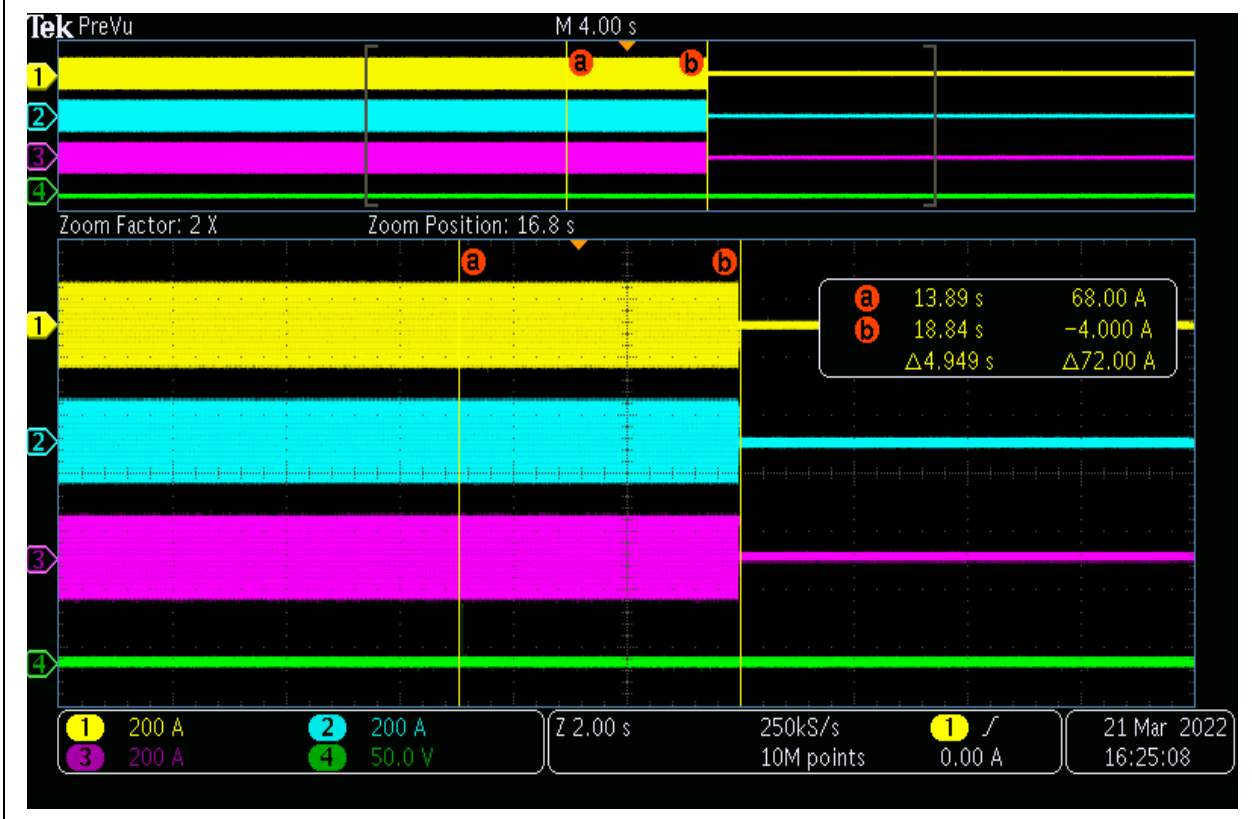 Tek PreVu M 4.00 s
a b
1
2
3
4
Zoom Factor: 2 X Zoom Position: 16.8 s
a b
a 13.89 s 68.00 A
1
b 18.84 s −4.000 A
△4.949 s △72.00 A
2
3
4
1 200 A 2 200 A Z 2.00 s 250kS/s 1 / 21 Mar 2022
3 200 A 4 50.0 V 10M points 0.00 A 16:25:08